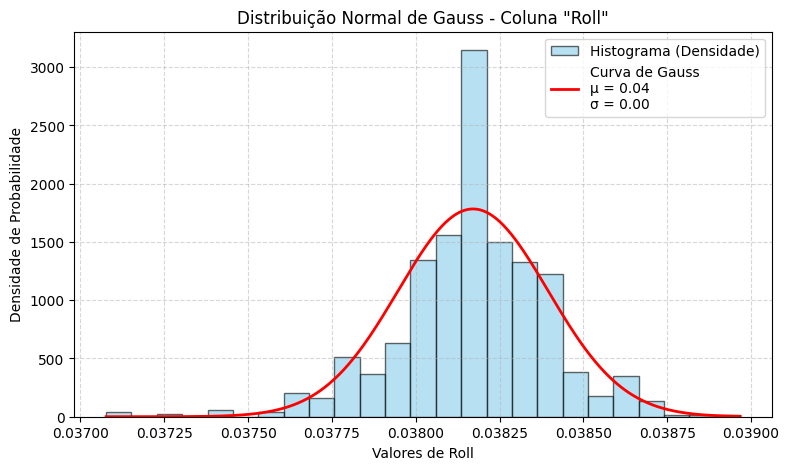 Distribuição Normal de Gauss - Coluna "Roll"
Histograma (Densidade)
Curva de Gauss
μ = 0.04
σ = 0.00
Densidade de Probabilidade
3000
2500
2000
1500
1000
500
0
0.03700 0.03725 0.03750 0.03775 0.03800 0.03825 0.03850 0.03875 0.03900
Valores de Roll